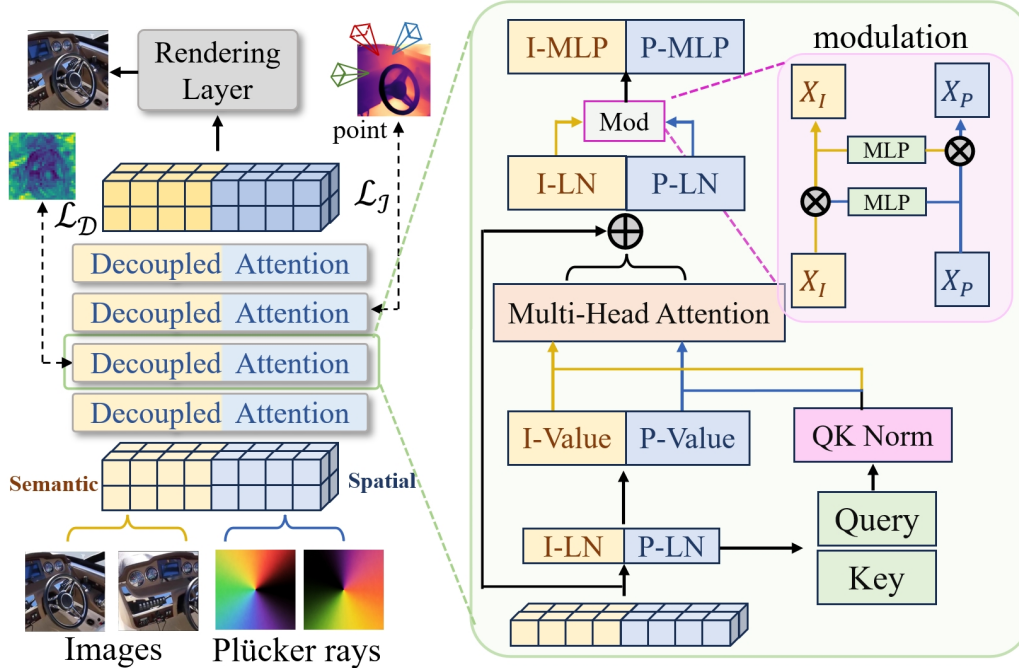 Rendering
Layer
point
ℒ_𝒟
ℒ_𝒥
Decoupled Attention
Decoupled Attention
Decoupled Attention
Decoupled Attention
Semantic
Spatial
Images
Plücker rays
I-MLP P-MLP
Mod
I-LN P-LN
Multi-Head Attention
I-Value P-Value
QK Norm
I-LN P-LN
Query
Key
modulation
X_I X_P
MLP
MLP
X_I X_P